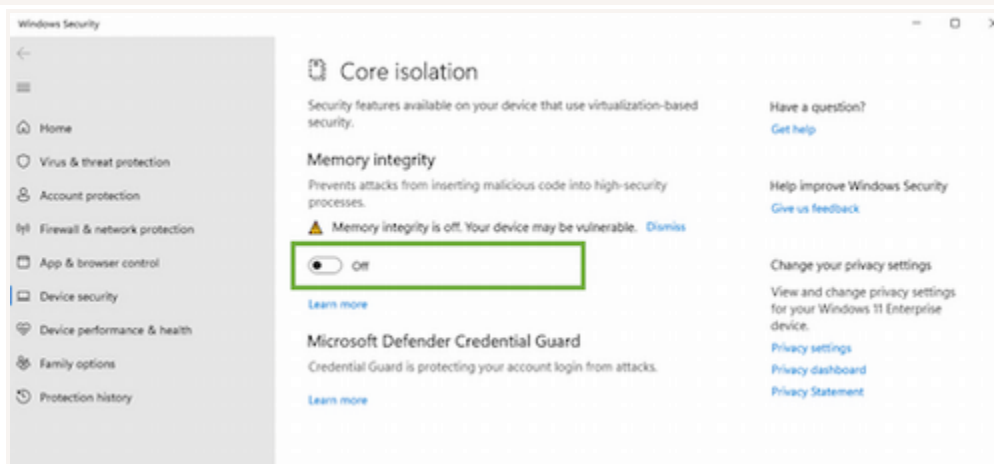 Windows Security
Home
Virus & threat protection
Account protection
Firewall & network protection
App & browser control
Device security
Device performance & health
Family options
Protection history
Core isolation
Security features available on your device that use virtualization-based
security.
Memory integrity
Prevents attacks from inserting malicious code into high-security
processes.
Memory integrity is off. Your device may be vulnerable. Dismiss
Off
Learn more
Microsoft Defender Credential Guard
Credential Guard is protecting your account login from attacks.
Learn more
Have a question?
Get help
Help improve Windows Security
Give us feedback
Change your privacy settings
View and change privacy settings
for your Windows 11 Enterprise
device.
Privacy settings
Privacy dashboard
Privacy Statement